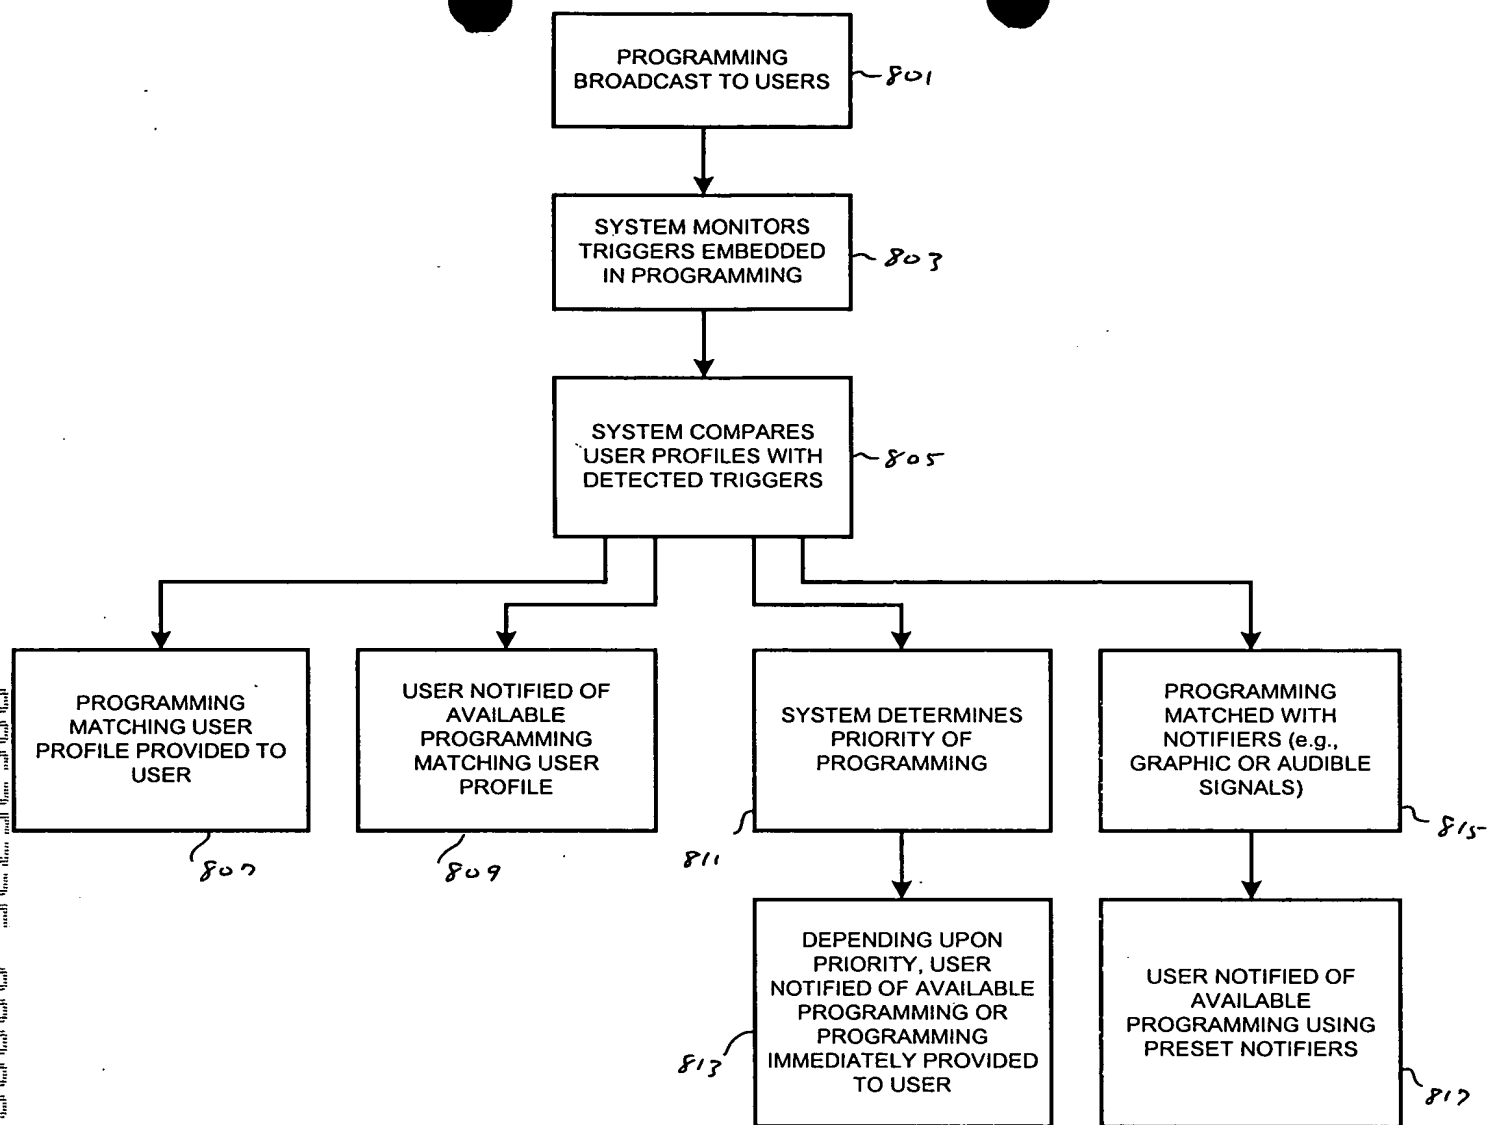 PROGRAMMING
BROADCAST TO USERS
801
SYSTEM MONITORS
TRIGGERS EMBEDDED
IN PROGRAMMING
803
SYSTEM COMPARES
USER PROFILES WITH
DETECTED TRIGGERS
805
PROGRAMMING
MATCHING USER
PROFILE PROVIDED TO
USER
807
USER NOTIFIED OF
AVAILABLE
PROGRAMMING
MATCHING USER
PROFILE
809
SYSTEM DETERMINES
PRIORITY OF
PROGRAMMING
811
PROGRAMMING
MATCHED WITH
NOTIFIERS (e.g.,
GRAPHIC OR AUDIBLE
SIGNALS)
815
DEPENDING UPON
PRIORITY, USER
NOTIFIED OF AVAILABLE
PROGRAMMING OR
PROGRAMMING
IMMEDIATELY PROVIDED
TO USER
813
USER NOTIFIED OF
AVAILABLE
PROGRAMMING USING
PRESET NOTIFIERS
817